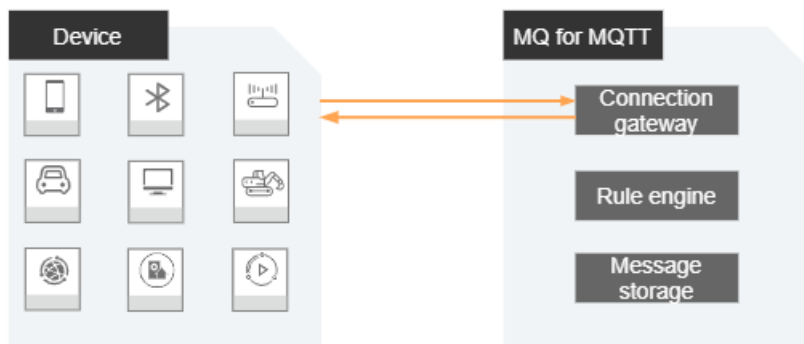 Device
MQ for MQTT
Connection
gateway
Rule engine
Message
storage